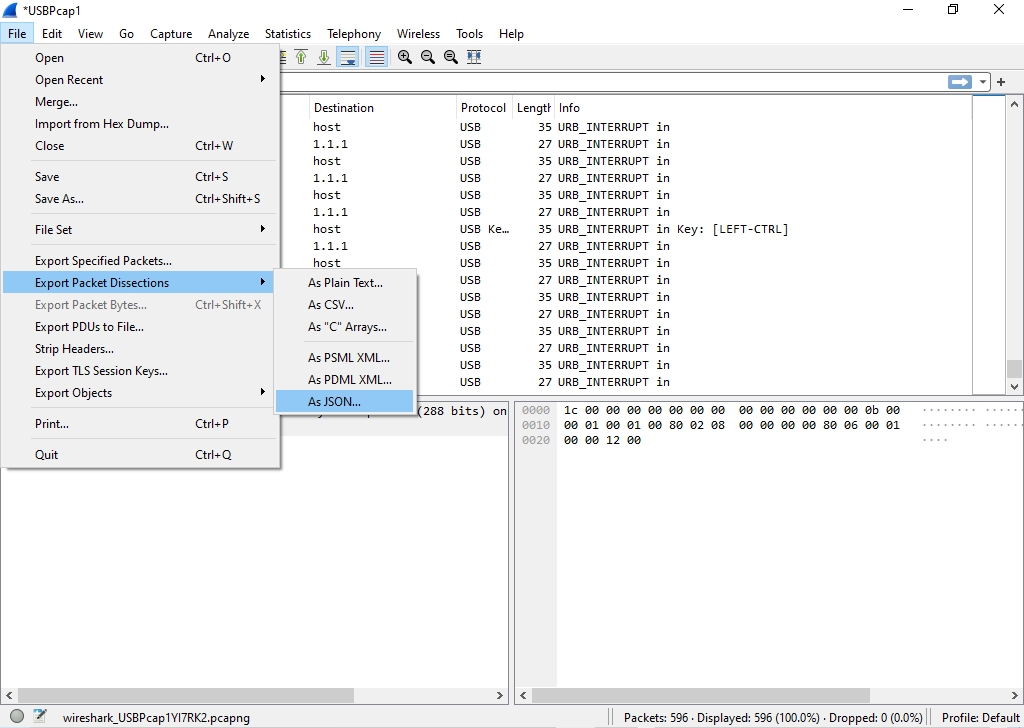 *USBPcap1
File Edit View Go Capture Analyze Statistics Telephony Wireless Tools Help
Open Ctrl+O
Open Recent
Merge...
Import from Hex Dump...
Close Ctrl+W
Save Ctrl+S
Save As... Ctrl+Shift+S
File Set
Export Specified Packets...
Export Packet Dissections
Export Packet Bytes... Ctrl+Shift+X
Export PDUs to File...
Strip Headers...
Export TLS Session Keys...
Export Objects
Print... Ctrl+P
Quit Ctrl+Q
As Plain Text...
As CSV...
As "C" Arrays...
As PSML XML...
As PDML XML...
As JSON...
Destination Protocol Length Info
host USB 35 URB_INTERRUPT in
1.1.1 USB 27 URB_INTERRUPT in
host USB 35 URB_INTERRUPT in
1.1.1 USB 27 URB_INTERRUPT in
host USB 35 URB_INTERRUPT in
1.1.1 USB 27 URB_INTERRUPT in
host USB Ke… 35 URB_INTERRUPT in Key: [LEFT-CTRL]
1.1.1 USB 27 URB_INTERRUPT in
host USB 35 URB_INTERRUPT in
USB 27 URB_INTERRUPT in
USB 35 URB_INTERRUPT in
USB 27 URB_INTERRUPT in
USB 35 URB_INTERRUPT in
USB 27 URB_INTERRUPT in
USB 35 URB_INTERRUPT in
USB 27 URB_INTERRUPT in
(288 bits) on
0000 1c 00 00 00 00 00 00 00 00 00 00 00 00 00 0b 00 ········ ······
0010 00 01 00 01 00 80 02 08 00 00 00 00 80 06 00 01 ········ ······
0020 00 00 12 00 ····
wireshark_USBPcap1YI7RK2.pcapng
Packets: 596 · Displayed: 596 (100.0%) · Dropped: 0 (0.0%)
Profile: Default